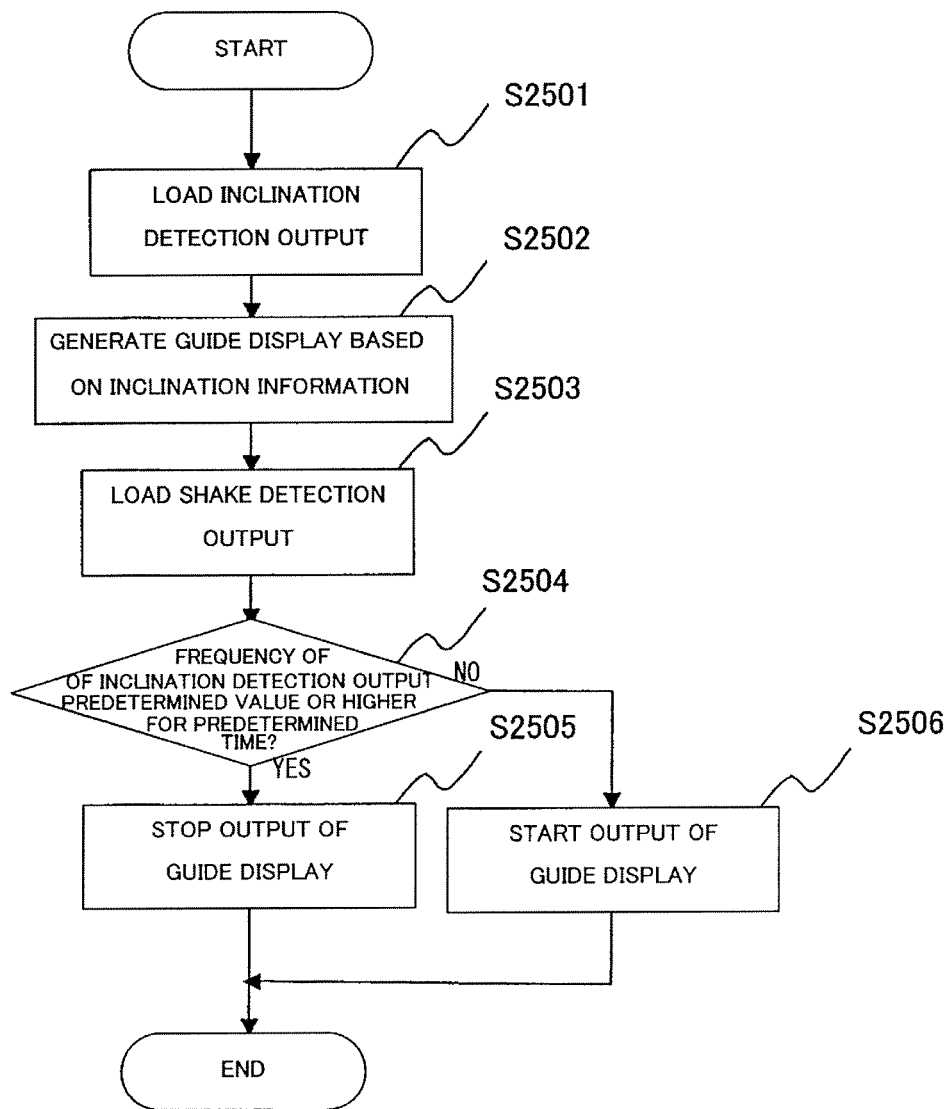 START
S2501
LOAD INCLINATION
DETECTION OUTPUT
S2502
GENERATE GUIDE DISPLAY BASED
ON INCLINATION INFORMATION
S2503
LOAD SHAKE DETECTION
OUTPUT
S2504
FREQUENCY OF
OF INCLINATION DETECTION OUTPUT
PREDETERMINED VALUE OR HIGHER
FOR PREDETERMINED
TIME?
NO
YES
S2505
S2506
STOP OUTPUT OF
GUIDE DISPLAY
START OUTPUT OF
GUIDE DISPLAY
END